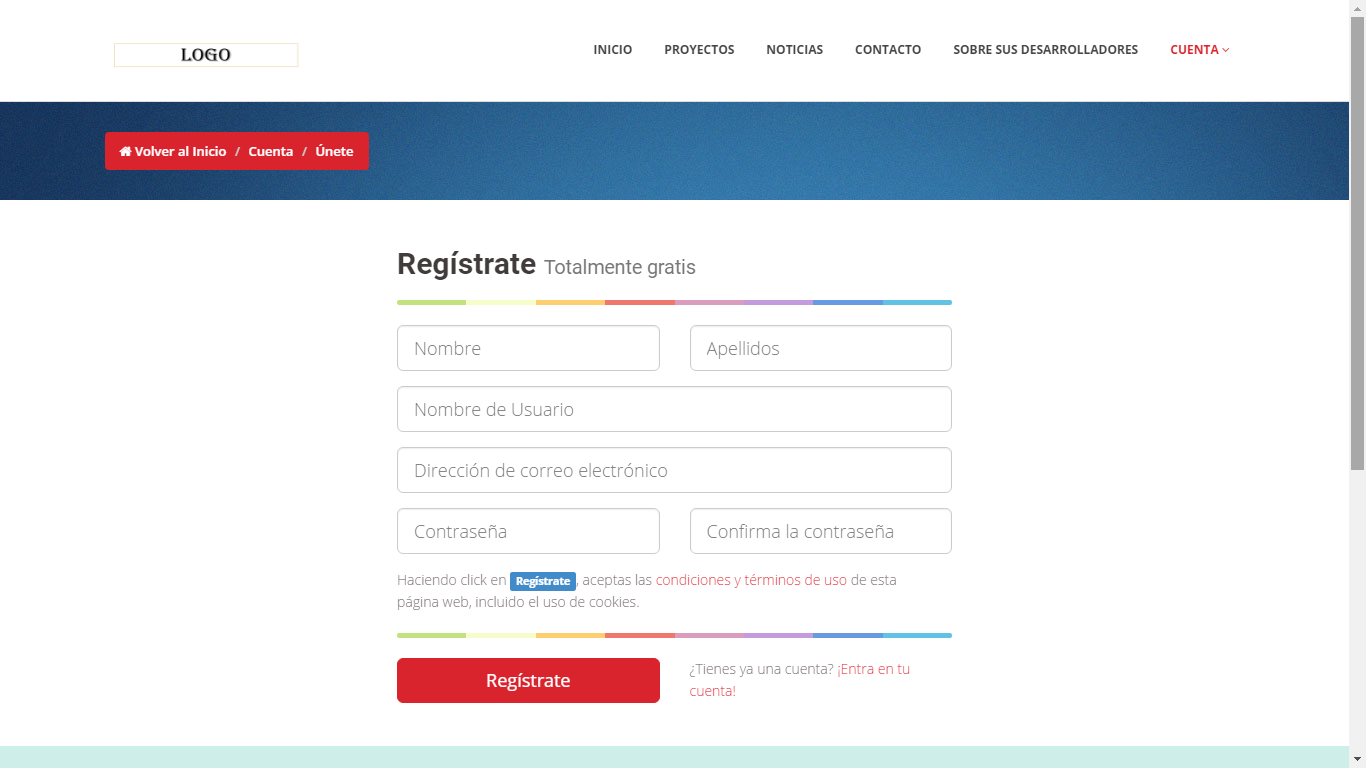 LOGO
INICIO PROYECTOS NOTICIAS CONTACTO SOBRE SUS DESARROLLADORES CUENTA
Volver al Inicio / Cuenta / Únete
Regístrate Totalmente gratis
Nombre Apellidos
Nombre de Usuario
Dirección de correo electrónico
Contraseña Confirma la contraseña
Haciendo click en Regístrate, aceptas las condiciones y términos de uso de esta
página web, incluido el uso de cookies.
Regístrate
¿Tienes ya una cuenta? ¡Entra en tu
cuenta!